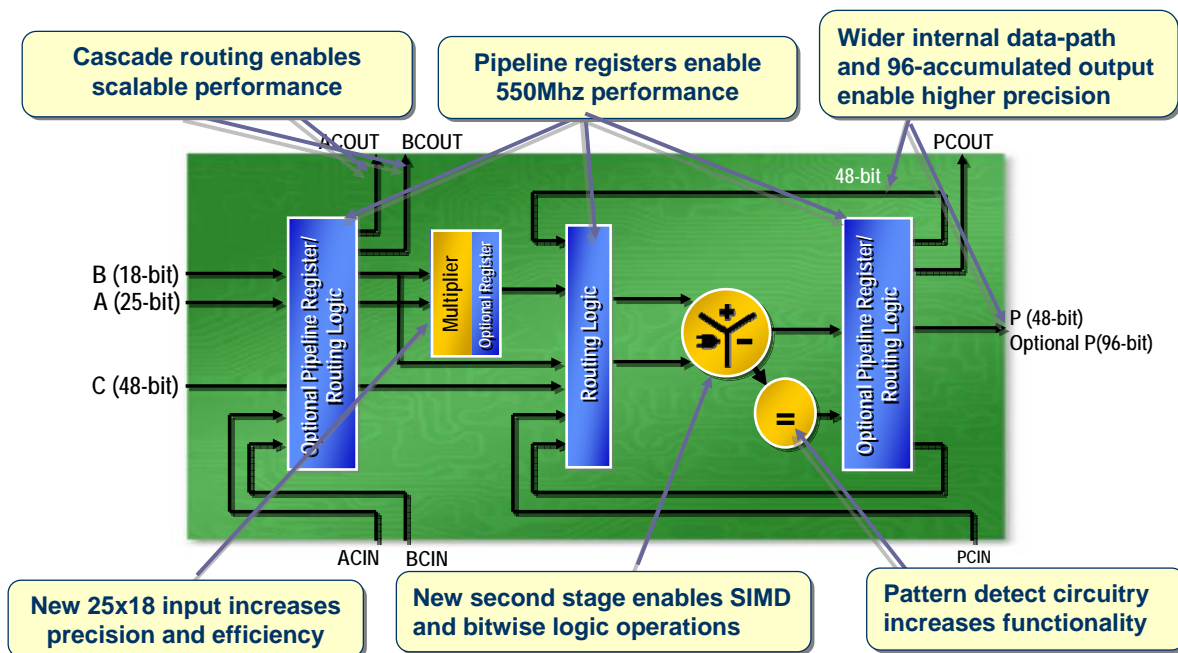 Cascade routing enables
scalable performance
Pipeline registers enable
550Mhz performance
Wider internal data-path
and 96-accumulated output
enable higher precision
ACOUT
BCOUT
PCOUT
48-bit
B (18-bit)
A (25-bit)
C (48-bit)
Optional Pipeline Register/
Routing Logic
Multiplier
Optional Register
Routing Logic
=
Optional Pipeline Register/
Routing Logic
P (48-bit)
Optional P(96-bit)
ACIN
BCIN
PCIN
New 25x18 input increases
precision and efficiency
New second stage enables SIMD
and bitwise logic operations
Pattern detect circuitry
increases functionality